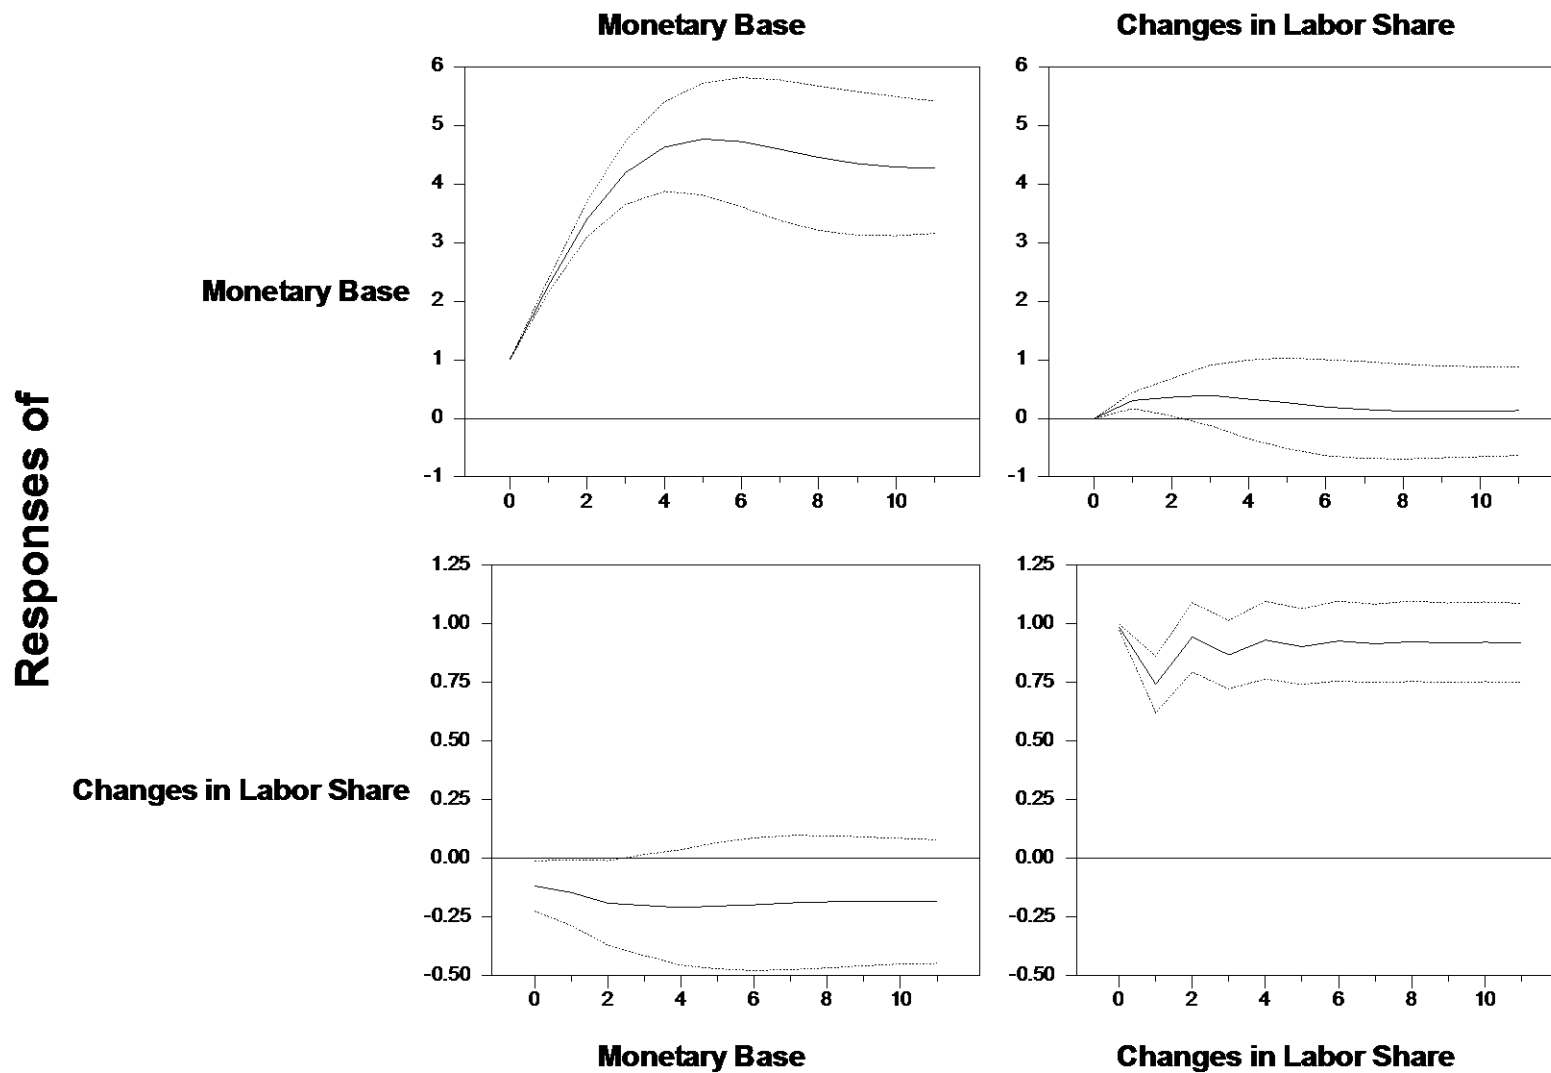 Monetary Base
Changes in Labor Share
Responses of
Monetary Base
6
5
4
3
2
1
0
-1
0 2 4 6 8 10
6
5
4
3
2
1
0
-1
0 2 4 6 8 10
Changes in Labor Share
1.25
1.00
0.75
0.50
0.25
0.00
-0.25
-0.50
0 2 4 6 8 10
1.25
1.00
0.75
0.50
0.25
0.00
-0.25
-0.50
0 2 4 6 8 10
Monetary Base
Changes in Labor Share